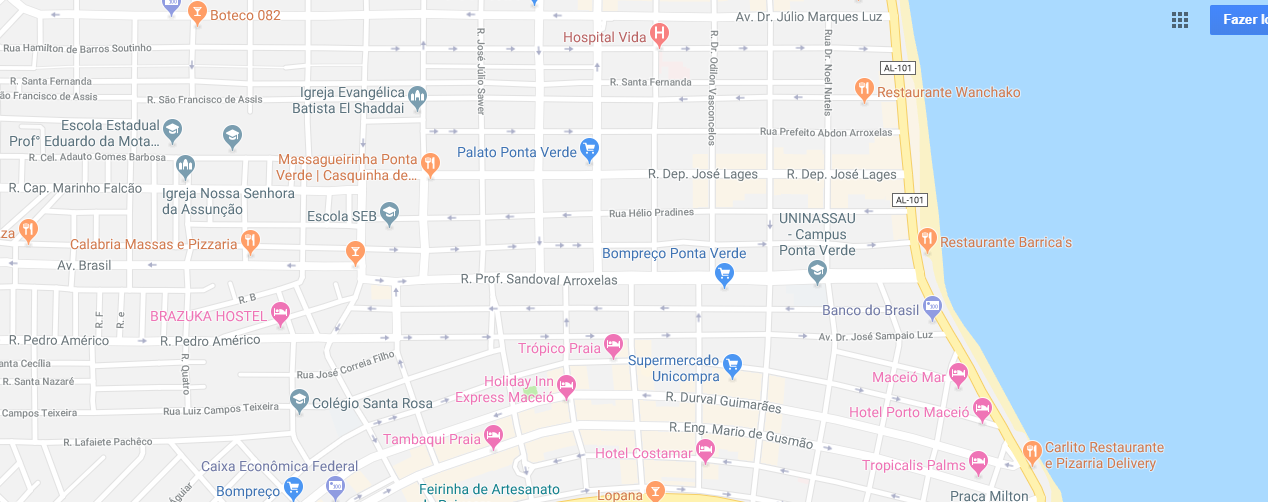 Boteco 082
Av. Dr. Júlio Marques Luz
Fazer lo
Hospital Vida
Rua Hamilton de Barros Soutinho
R. José Júlio Sawer
R. Dr. Odilon Vasconcelos
Rua Dr. Noel Nutels
AL-101
R. Santa Fernanda
R. Santa Fernanda
Restaurante Wanchako
São Francisco de Assis
R. São Francisco de Assis
Igreja Evangélica
Batista El Shaddai
Escola Estadual
Prof° Eduardo da Mota...
Rua Prefeito Abdon Arroxelas
Palato Ponta Verde
R. Cel. Adauto Gomes Barbosa
Massagueirinha Ponta
Verde | Casquinha de...
R. Dep. José Lages
R. Dep. José Lages
R. Cap. Marinho Falcão
Igreja Nossa Senhora
da Assunção
AL-101
Escola SEB
Rua Hélio Pradines
UNINASSAU
- Campus
Ponta Verde
za
Calabria Massas e Pizzaria
Restaurante Barrica's
Bompreço Ponta Verde
Av. Brasil
R. Prof. Sandoval Arroxelas
R. B
Banco do Brasil
R. F
R. e
BRAZUKA HOSTEL
R. Pedro Américo
R. Pedro Américo
Av. Dr. José Sampaio Luz
Trópico Praia
Rua José Correia Filho
Supermercado
Unicompra
Santa Cecília
R. Santa Nazaré
R. Quatro
Maceió Mar
Holiday Inn
Express Maceió
R. Durval Guimarães
Colégio Santa Rosa
Rua Luiz Campos Teixeira
Campos Teixeira
Hotel Porto Maceió
R. Eng. Mario de Gusmão
R. Lafaiete Pachêco
Tambaqui Praia
Hotel Costamar
Carlito Restaurante
e Pizarria Delivery
Tropicalis Palms
Caixa Econômica Federal
Bompreço
Aguiar
Feirinha de Artesanato
Lopana
Praça Milton